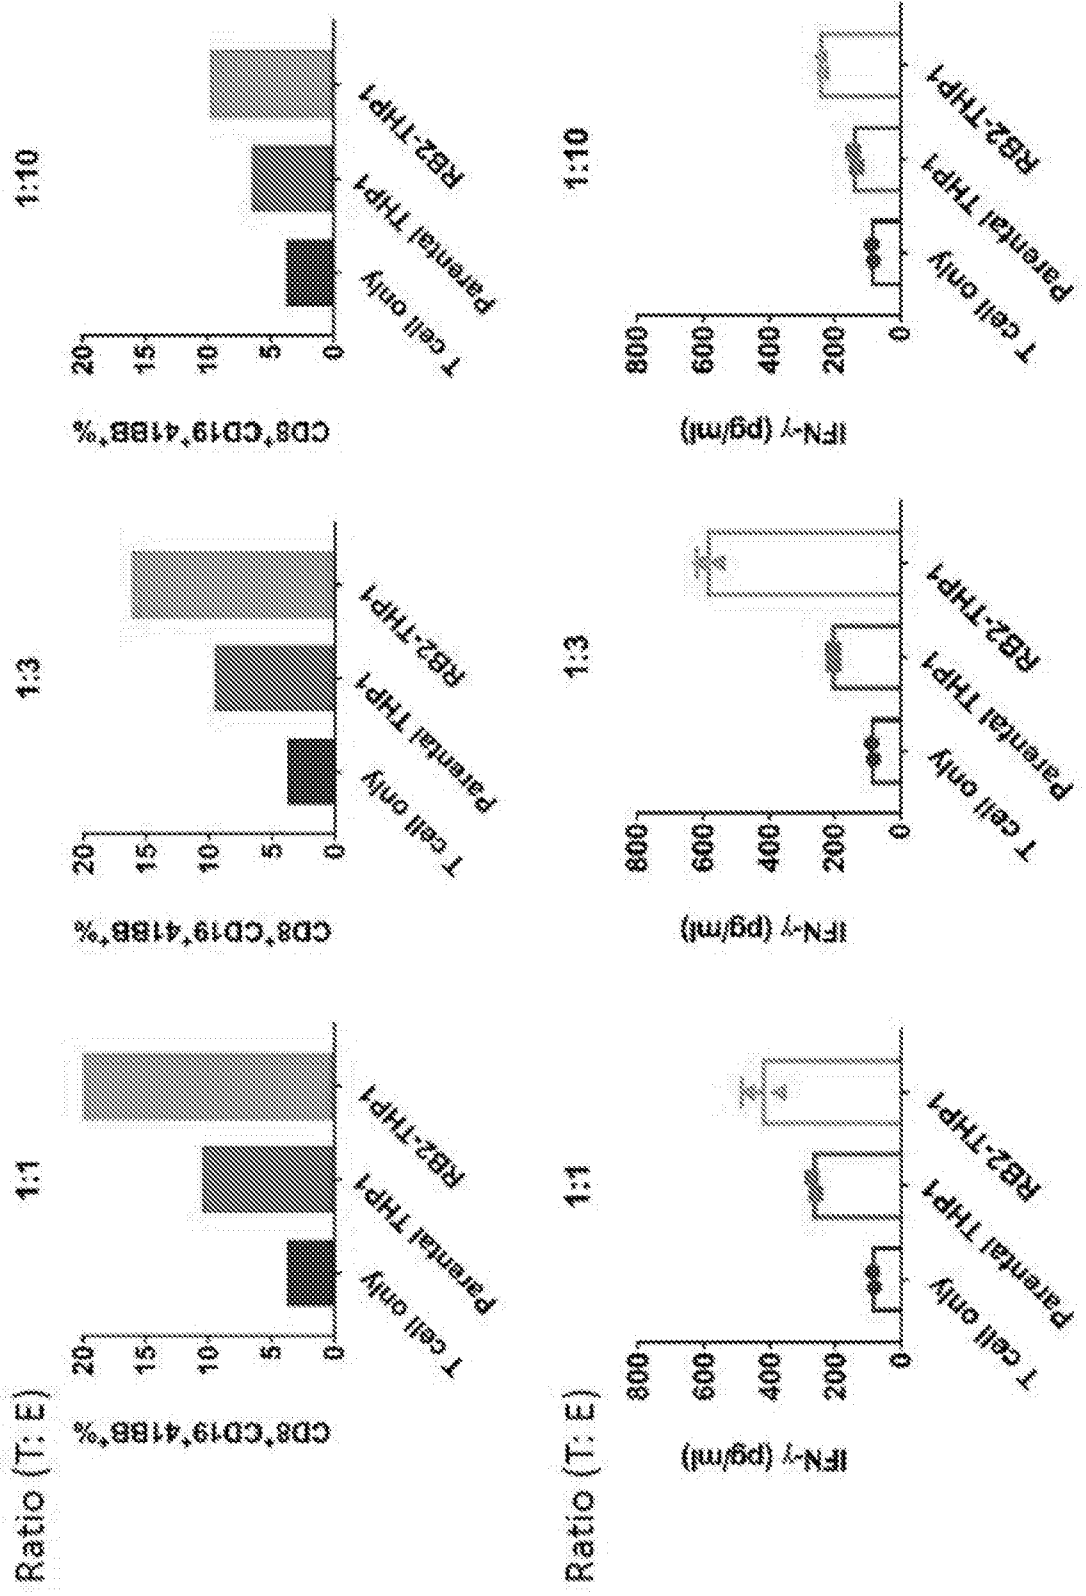 Ratio (T: E)
1:1
1:3
1:10
CD8⁺CD19⁺41BB⁺%
20
15
10
5
0
T cell only
Parental THP1
RB2-THP1
CD8⁺CD19⁺41BB⁺%
20
15
10
5
0
T cell only
Parental THP1
RB2-THP1
CD8⁺CD19⁺41BB⁺%
20
15
10
5
0
T cell only
Parental THP1
RB2-THP1
Ratio (T: E)
1:1
1:3
1:10
IFN-γ (pg/ml)
800
600
400
200
0
T cell only
Parental THP1
RB2-THP1
IFN-γ (pg/ml)
800
600
400
200
0
T cell only
Parental THP1
RB2-THP1
IFN-γ (pg/ml)
800
600
400
200
0
T cell only
Parental THP1
RB2-THP1